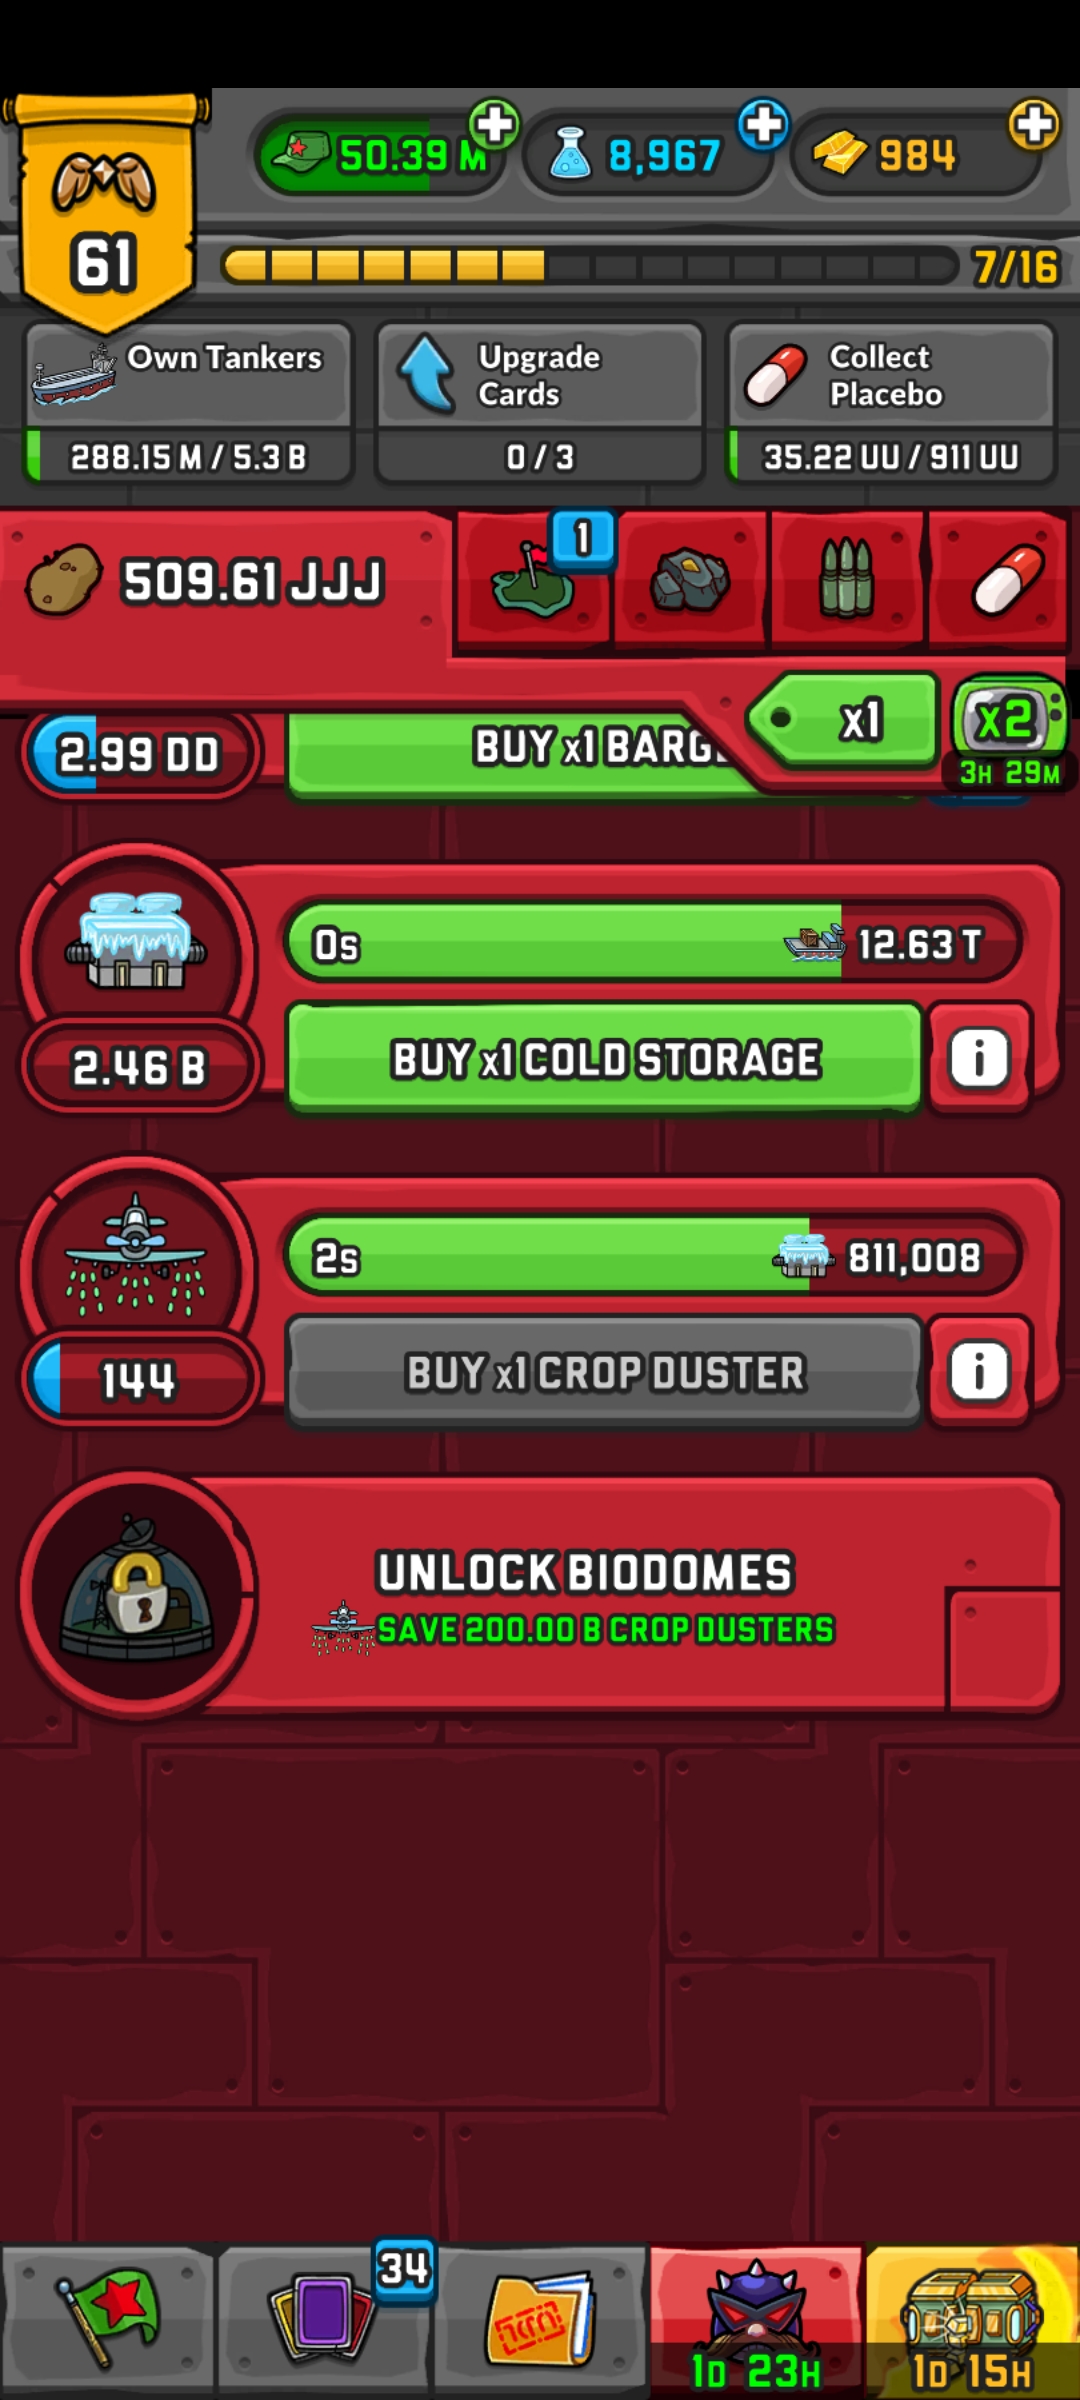 50.39 M
8,967
984
61
7/16
Own Tankers
288.15 M / 5.3 B
Upgrade
Cards
0 / 3
Collect
Placebo
35.22 UU / 911 UU
509.61 JJJ
1
x1
x2
3H 29M
2.99 DD
BUY x1 BARG
0s
12.63 T
2.46 B
BUY x1 COLD STORAGE
i
2s
811,008
144
BUY x1 CROP DUSTER
i
UNLOCK BIODOMES
SAVE 200.00 B CROP DUSTERS
34
1D 23H
1D 15H